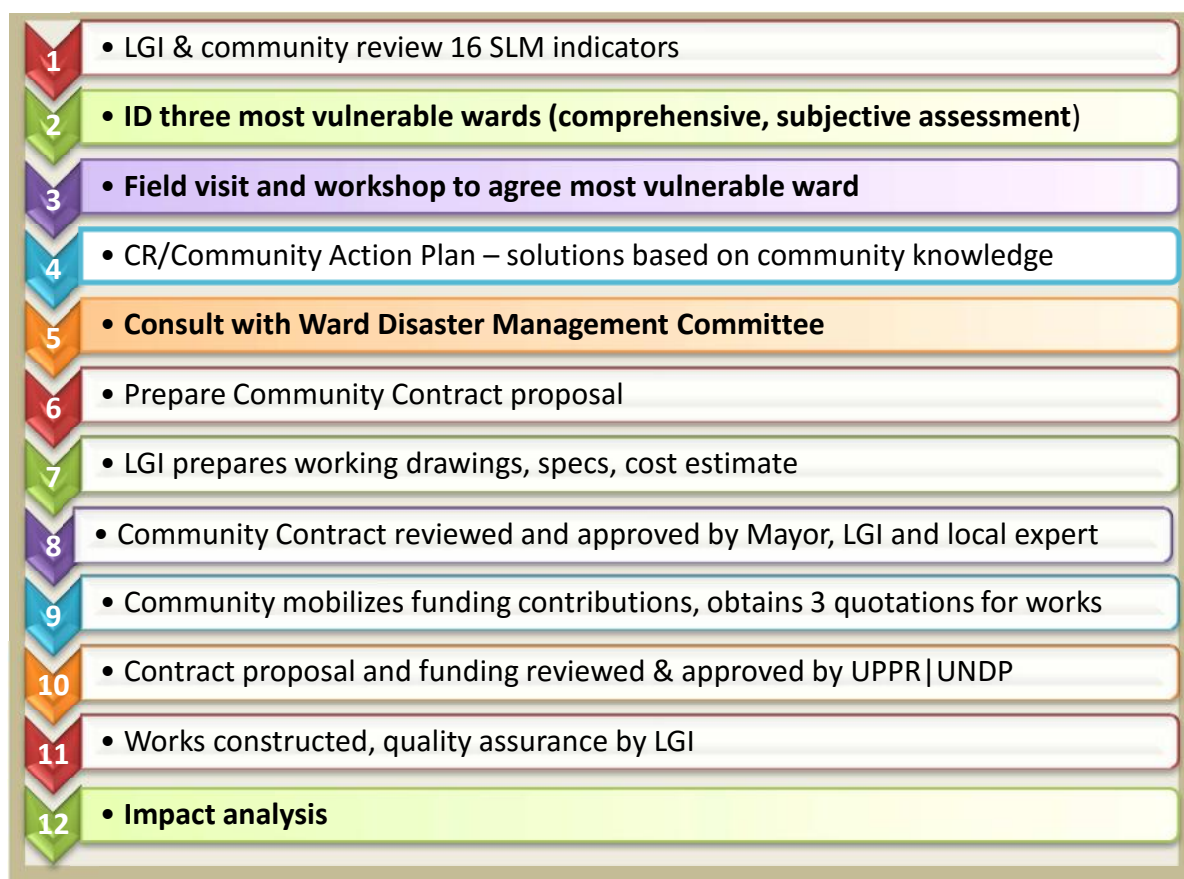 1 • LGI & community review 16 SLM indicators
2 • ID three most vulnerable wards (comprehensive, subjective assessment)
3 • Field visit and workshop to agree most vulnerable ward
4 • CR/Community Action Plan – solutions based on community knowledge
5 • Consult with Ward Disaster Management Committee
6 • Prepare Community Contract proposal
7 • LGI prepares working drawings, specs, cost estimate
8 • Community Contract reviewed and approved by Mayor, LGI and local expert
9 • Community mobilizes funding contributions, obtains 3 quotations for works
10 • Contract proposal and funding reviewed & approved by UPPR|UNDP
11 • Works constructed, quality assurance by LGI
12 • Impact analysis